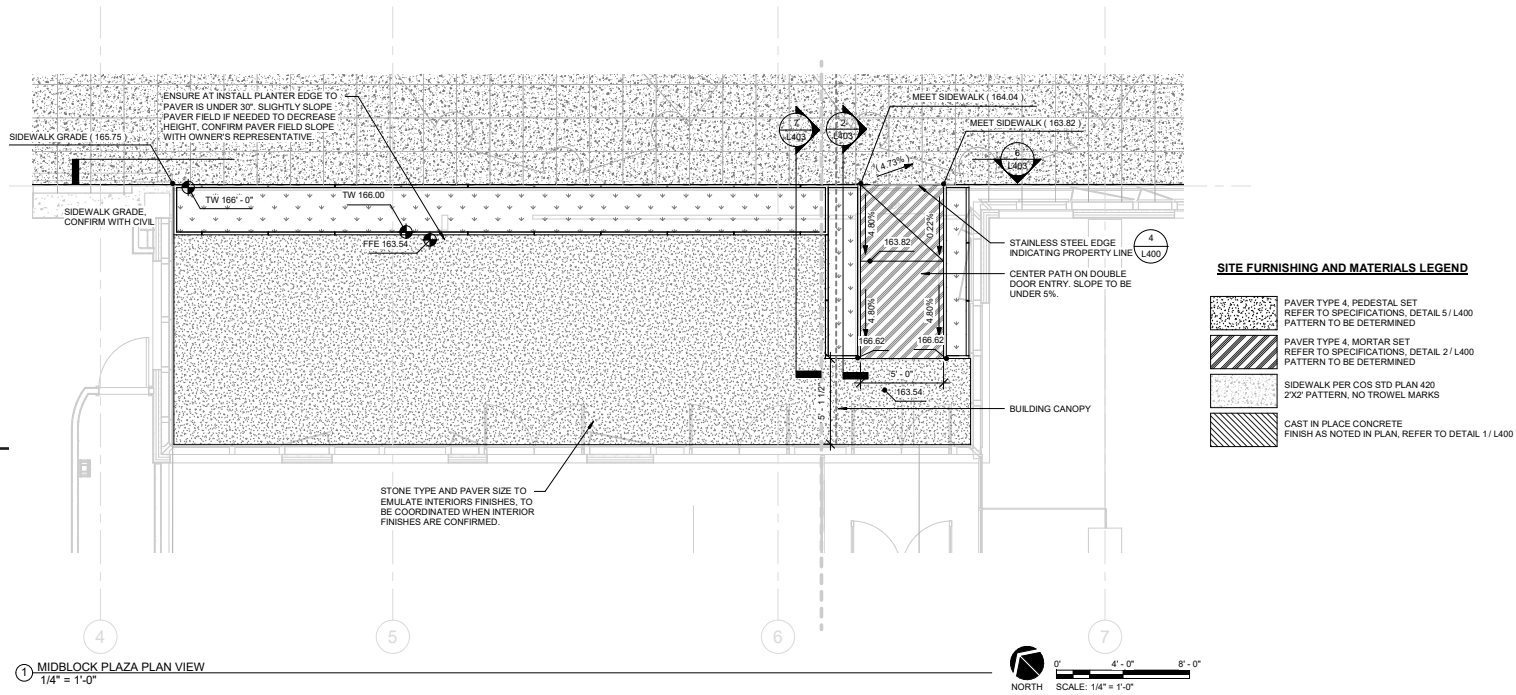 ENSURE AT INSTALL PLANTER EDGE TO
PAVER IS UNDER 30". SLIGHTLY SLOPE
PAVER FIELD IF NEEDED TO DECREASE
HEIGHT, CONFIRM PAVER FIELD SLOPE
WITH OWNER'S REPRESENTATIVE.
SIDEWALK GRADE ( 165.75 )
SIDEWALK GRADE,
CONFIRM WITH CIVIL
TW 166' - 0"
TW 166.00
FFE 163.54
7
L403
2
L403
MEET SIDEWALK ( 164.04 )
MEET SIDEWALK ( 163.82 )
6
L403
( 4.73% )
4.80%
0.22%
163.82
4.80%
4.80%
166.62
166.62
5' - 0"
163.54
5' 1 1/2"
STAINLESS STEEL EDGE
INDICATING PROPERTY LINE
4
L400
CENTER PATH ON DOUBLE
DOOR ENTRY. SLOPE TO BE
UNDER 5%.
BUILDING CANOPY
STONE TYPE AND PAVER SIZE TO
EMULATE INTERIORS FINISHES, TO
BE COORDINATED WHEN INTERIOR
FINISHES ARE CONFIRMED.
SITE FURNISHING AND MATERIALS LEGEND
PAVER TYPE 4, PEDESTAL SET
REFER TO SPECIFICATIONS, DETAIL 5 / L400
PATTERN TO BE DETERMINED
PAVER TYPE 4, MORTAR SET
REFER TO SPECIFICATIONS, DETAIL 2 / L400
PATTERN TO BE DETERMINED
SIDEWALK PER COS STD PLAN 420
2'X2' PATTERN, NO TROWEL MARKS
CAST IN PLACE CONCRETE
FINISH AS NOTED IN PLAN, REFER TO DETAIL 1 / L400
4
5
6
7
1
MIDBLOCK PLAZA PLAN VIEW
1/4" = 1'-0"
NORTH
0'
4' - 0"
8' - 0"
SCALE: 1/4" = 1'-0"